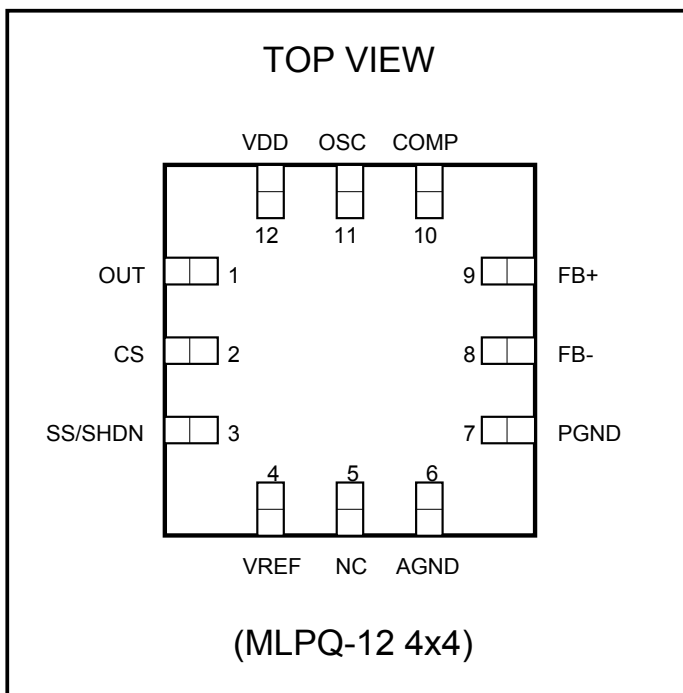 TOP VIEW
VDD OSC COMP
12 11 10
OUT 1 9 FB+
CS 2 8 FB-
SS/SHDN 3 7 PGND
4 5 6
VREF NC AGND
(MLPQ-12 4x4)